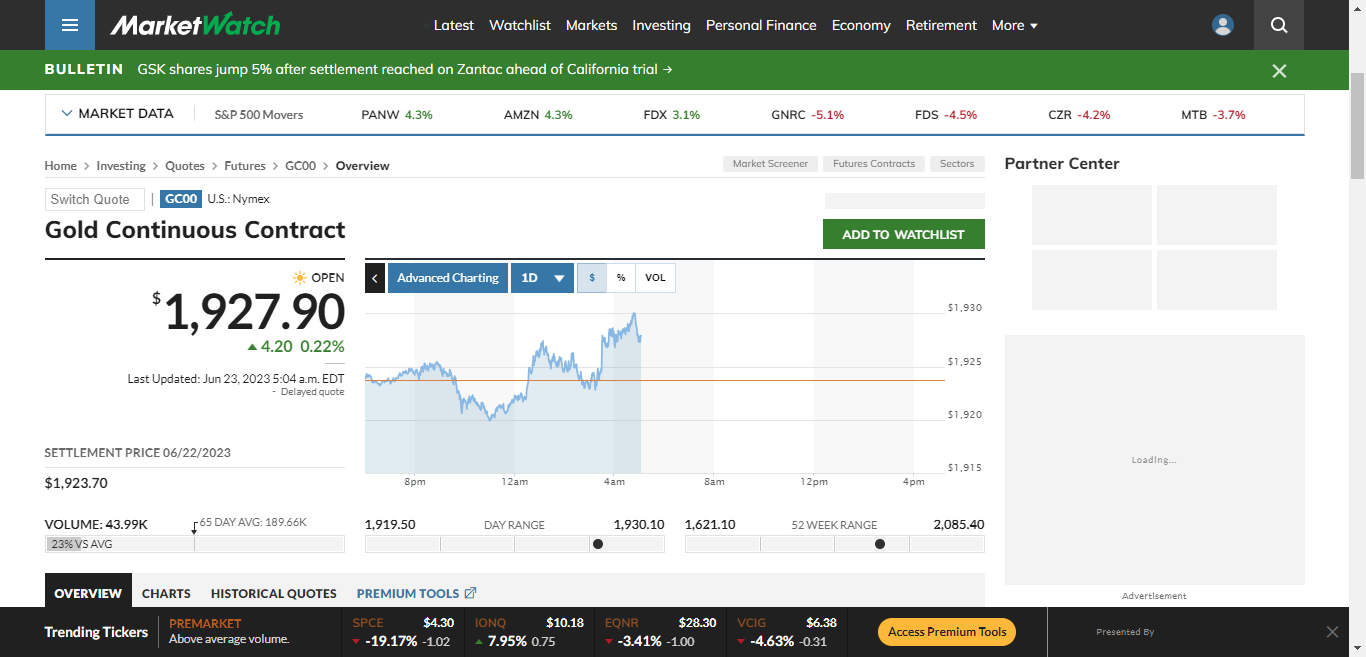 MarketWatch
Latest Watchlist Markets Investing Personal Finance Economy Retirement More
BULLETIN GSK shares jump 5% after settlement reached on Zantac ahead of California trial →
MARKET DATA S&P 500 Movers PANW 4.3% AMZN 4.3% FDX 3.1% GNRC -5.1% FDS -4.5% CZR -4.2% MTB -3.7%
Home > Investing > Quotes > Futures > GC00 > Overview
Market Screener Futures Contracts Sectors
Partner Center
Switch Quote | GC00 U.S.: Nymex
Gold Continuous Contract
ADD TO WATCHLIST
OPEN
$1,927.90
4.20 0.22%
Last Updated: Jun 23, 2023 5:04 a.m. EDT
- Delayed quote
SETTLEMENT PRICE 06/22/2023
$1,923.70
Advanced Charting 1D $ % VOL
$1,930
$1,925
$1,920
$1,915
8pm 12am 4am 8am 12pm 4pm
Loading...
VOLUME: 43.99K 65 DAY AVG: 189.66K
23% VS AVG
1,919.50 DAY RANGE 1,930.10
1,621.10 52 WEEK RANGE 2,085.40
Advertisement
OVERVIEW CHARTS HISTORICAL QUOTES PREMIUM TOOLS
Trending Tickers
PREMARKET
Above average volume.
SPCE $4.30
-19.17% -1.02
IONQ $10.18
7.95% 0.75
EQNR $28.30
-3.41% -1.00
VCIG $6.38
-4.63% -0.31
Access Premium Tools
Presented By